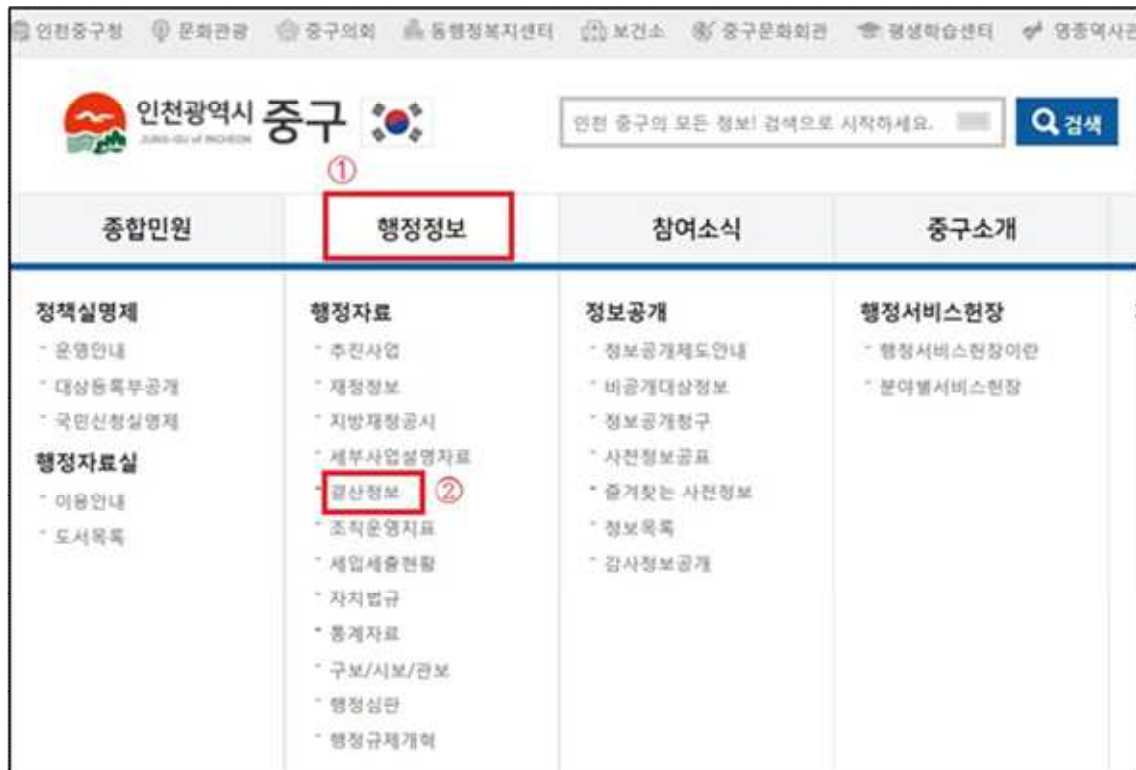 인천중구청 문화관광 중구의회 동행정복지센터 보건소 중구문화회관 평생학습센터 영종역사관
인천광역시 중구
JUNG-GU of INCHEON
인천 중구의 모든 정보! 검색으로 시작하세요.
검색
①
종합민원 행정정보 참여소식 중구소개
정책실명제
- 운영안내
- 대상등록부공개
- 국민신청실명제
행정자료실
- 이용안내
- 도서목록
행정자료
- 추진사업
- 재정정보
- 지방재정공시
- 세부사업설명자료
- 결산정보 ②
- 조직운영지표
- 세입세출현황
- 자치법규
- 통계자료
- 구보/시보/관보
- 행정심판
- 행정규제개혁
정보공개
- 정보공개제도안내
- 비공개대상정보
- 정보공개청구
- 사전정보공표
- 즐겨찾는 사전정보
- 정보목록
- 감사정보공개
행정서비스헌장
- 행정서비스헌장이란
- 분야별서비스헌장